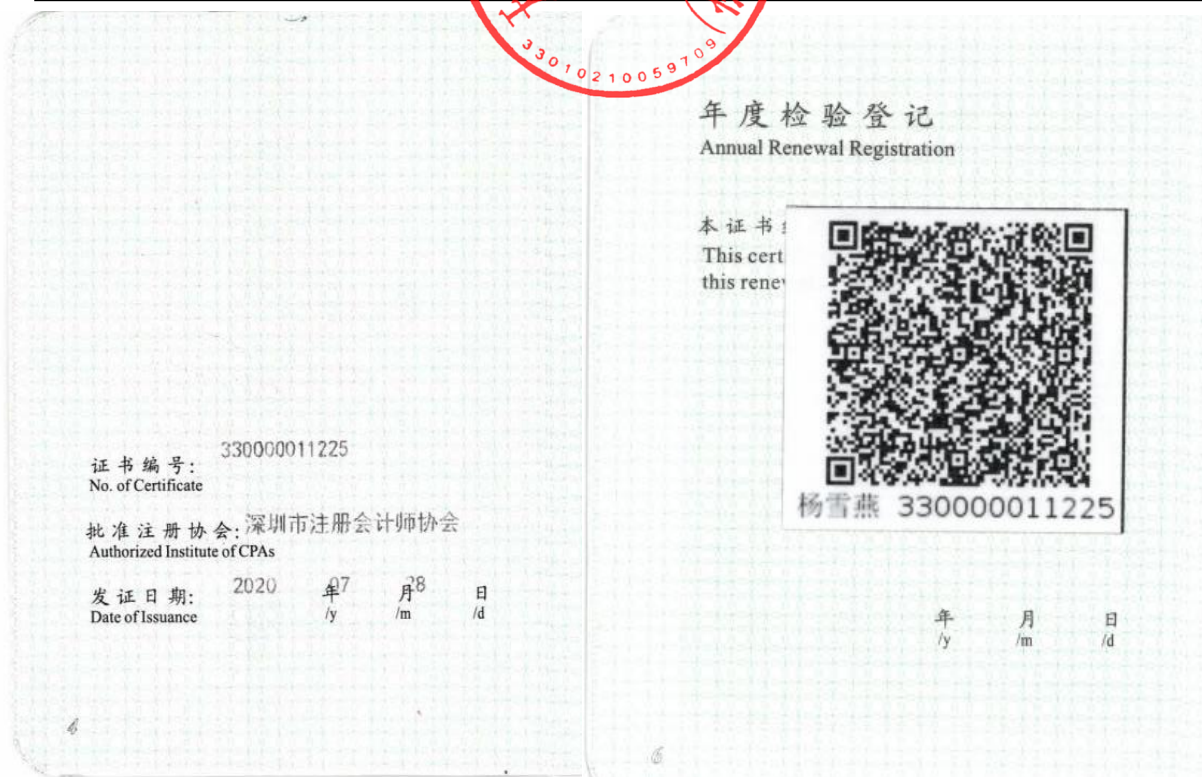 33010210059709
证书编号: 330000011225
No. of Certificate
批准注册协会: 深圳市注册会计师协会
Authorized Institute of CPAs
发证日期: 2020 年 07 月 28 日
Date of Issuance /y /m /d
4
年度检验登记
Annual Renewal Registration
本证书
This cert
this rene
杨雪燕 330000011225
年 月 日
/y /m /d
6